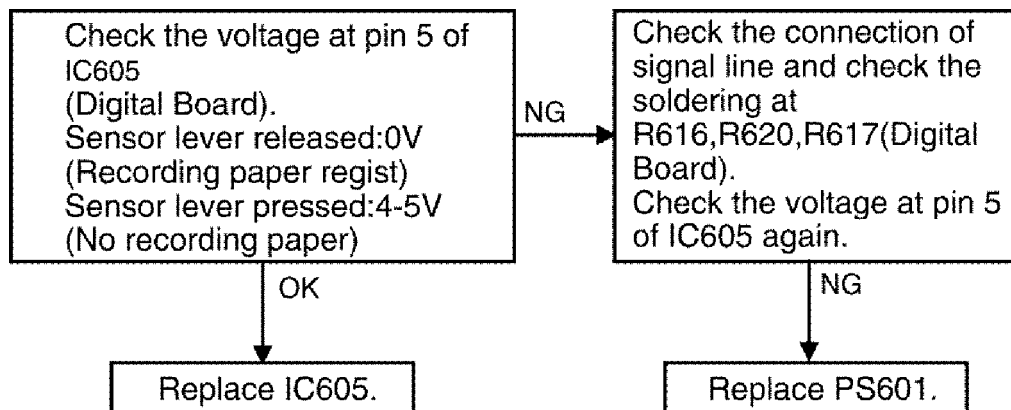 Check the voltage at pin 5 of
IC605
(Digital Board).
Sensor lever released:0V
(Recording paper regist)
Sensor lever pressed:4-5V
(No recording paper)
NG
Check the connection of
signal line and check the
soldering at
R616,R620,R617(Digital
Board).
Check the voltage at pin 5
of IC605 again.
OK
NG
Replace IC605.
Replace PS601.